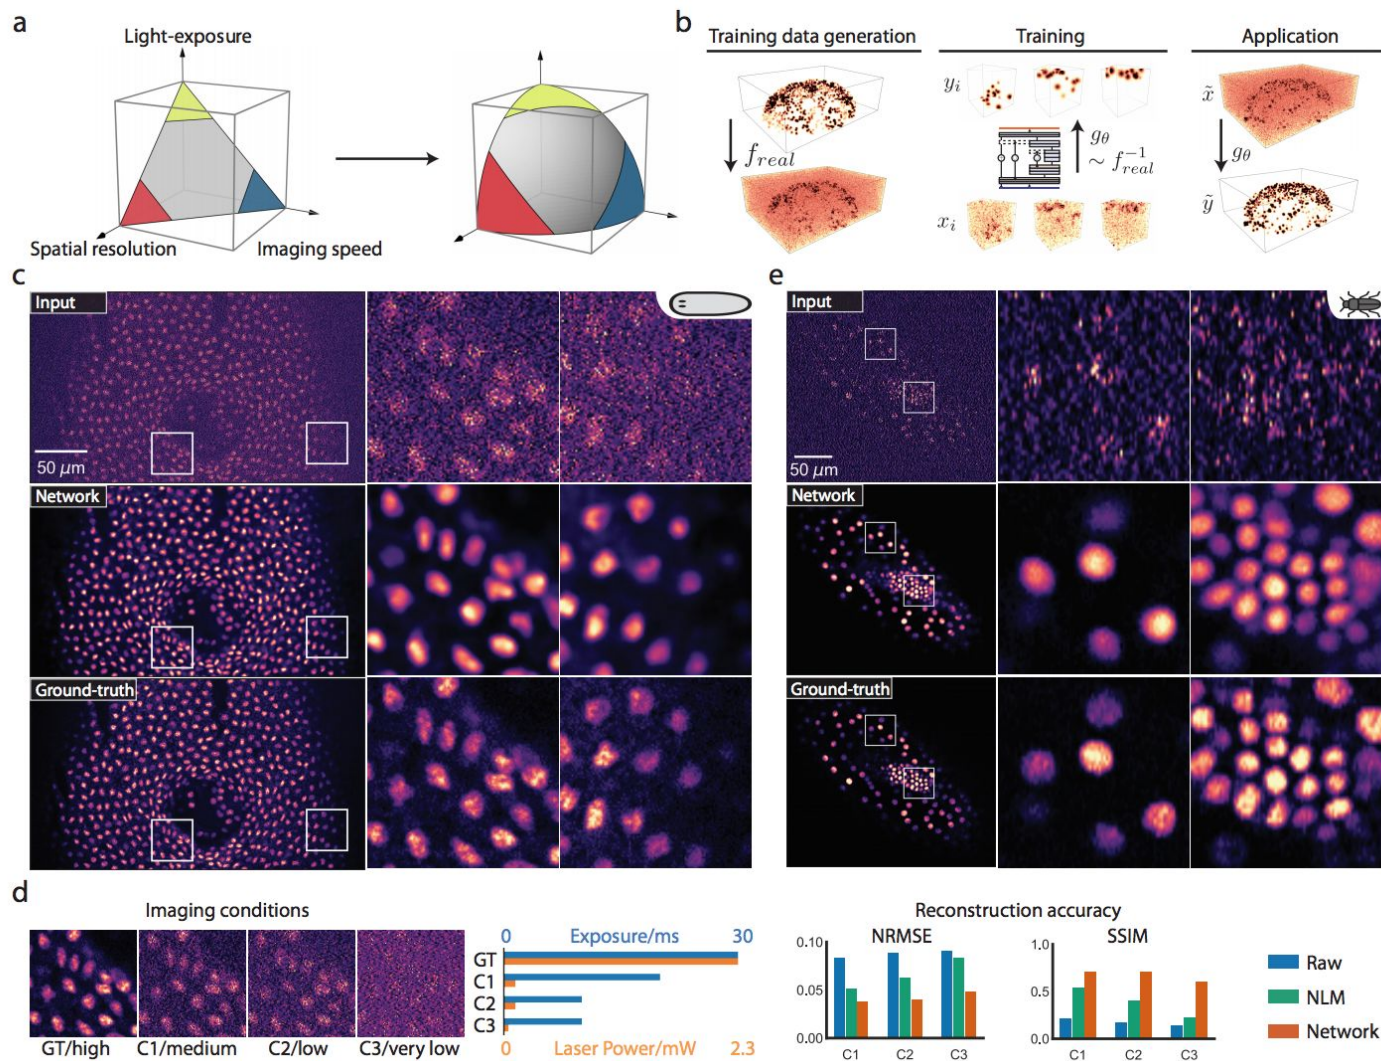 a
Light-exposure
Spatial resolution
Imaging speed
b
Training data generation
Training
Application
f_real
y_i
g_θ
∼ f_real^{-1}
x_i
x̃
g_θ
ỹ
c
Input
50 μm
Network
Ground-truth
e
Input
50 μm
Network
Ground-truth
d
Imaging conditions
GT/high
C1/medium
C2/low
C3/very low
0 Exposure/ms 30
GT
C1
C2
C3
0 Laser Power/mW 2.3
Reconstruction accuracy
NRMSE
0.10
0.05
0.00
C1 C2 C3
SSIM
1.0
0.5
0.0
C1 C2 C3
Raw
NLM
Network